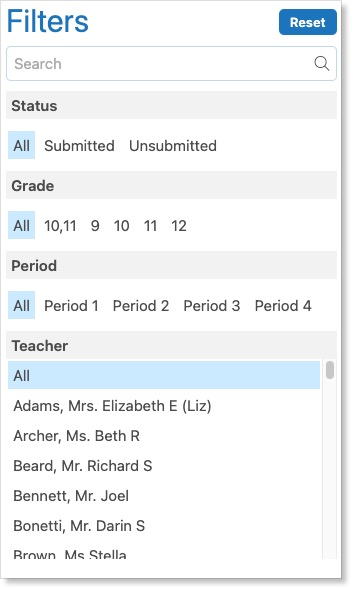 Filters
Reset
Search
Status
All Submitted Unsubmitted
Grade
All 10,11 9 10 11 12
Period
All Period 1 Period 2 Period 3 Period 4
Teacher
All
Adams, Mrs. Elizabeth E (Liz)
Archer, Ms. Beth R
Beard, Mr. Richard S
Bennett, Mr. Joel
Bonetti, Mr. Darin S
Brown, Ms Stella